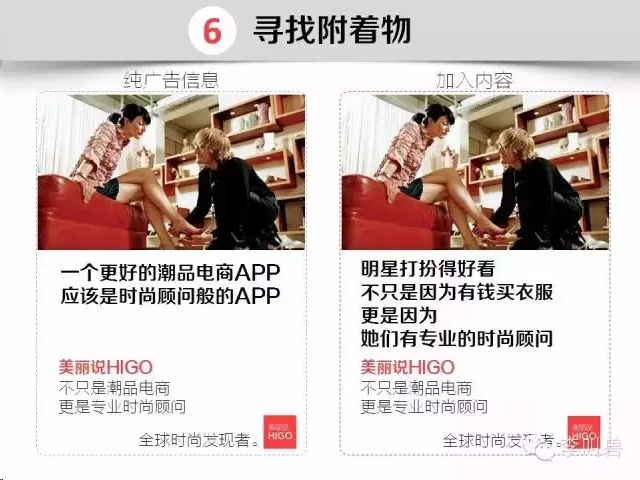 6 寻找附着物
纯广告信息
一个更好的潮品电商APP
应该是时尚顾问般的APP
美丽说HIGO
不只是潮品电商
更是专业时尚顾问
全球时尚发现者。
美丽说
HIGO
加入内容
明星打扮得好看
不只是因为有钱买衣服
更是因为
她们有专业的时尚顾问
美丽说HIGO
不只是潮品电商
更是专业时尚顾问
全球时尚发现者。
美丽说
HIGO
李叫兽